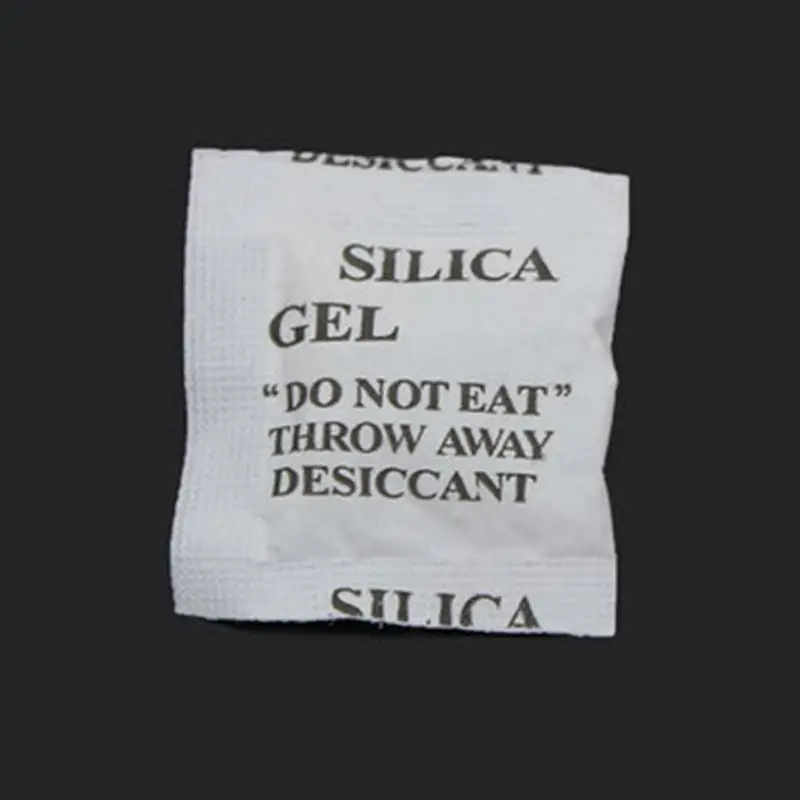 DESICCANT
SILICA
GEL
“DO NOT EAT”
THROW AWAY
DESICCANT
SILICA